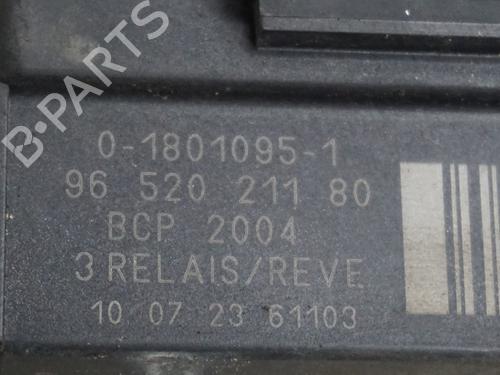 B-PARTS
0-1801095-1
96 520 211 80
BCP 2004
3 RELAIS/REVE
10 07 23 61103